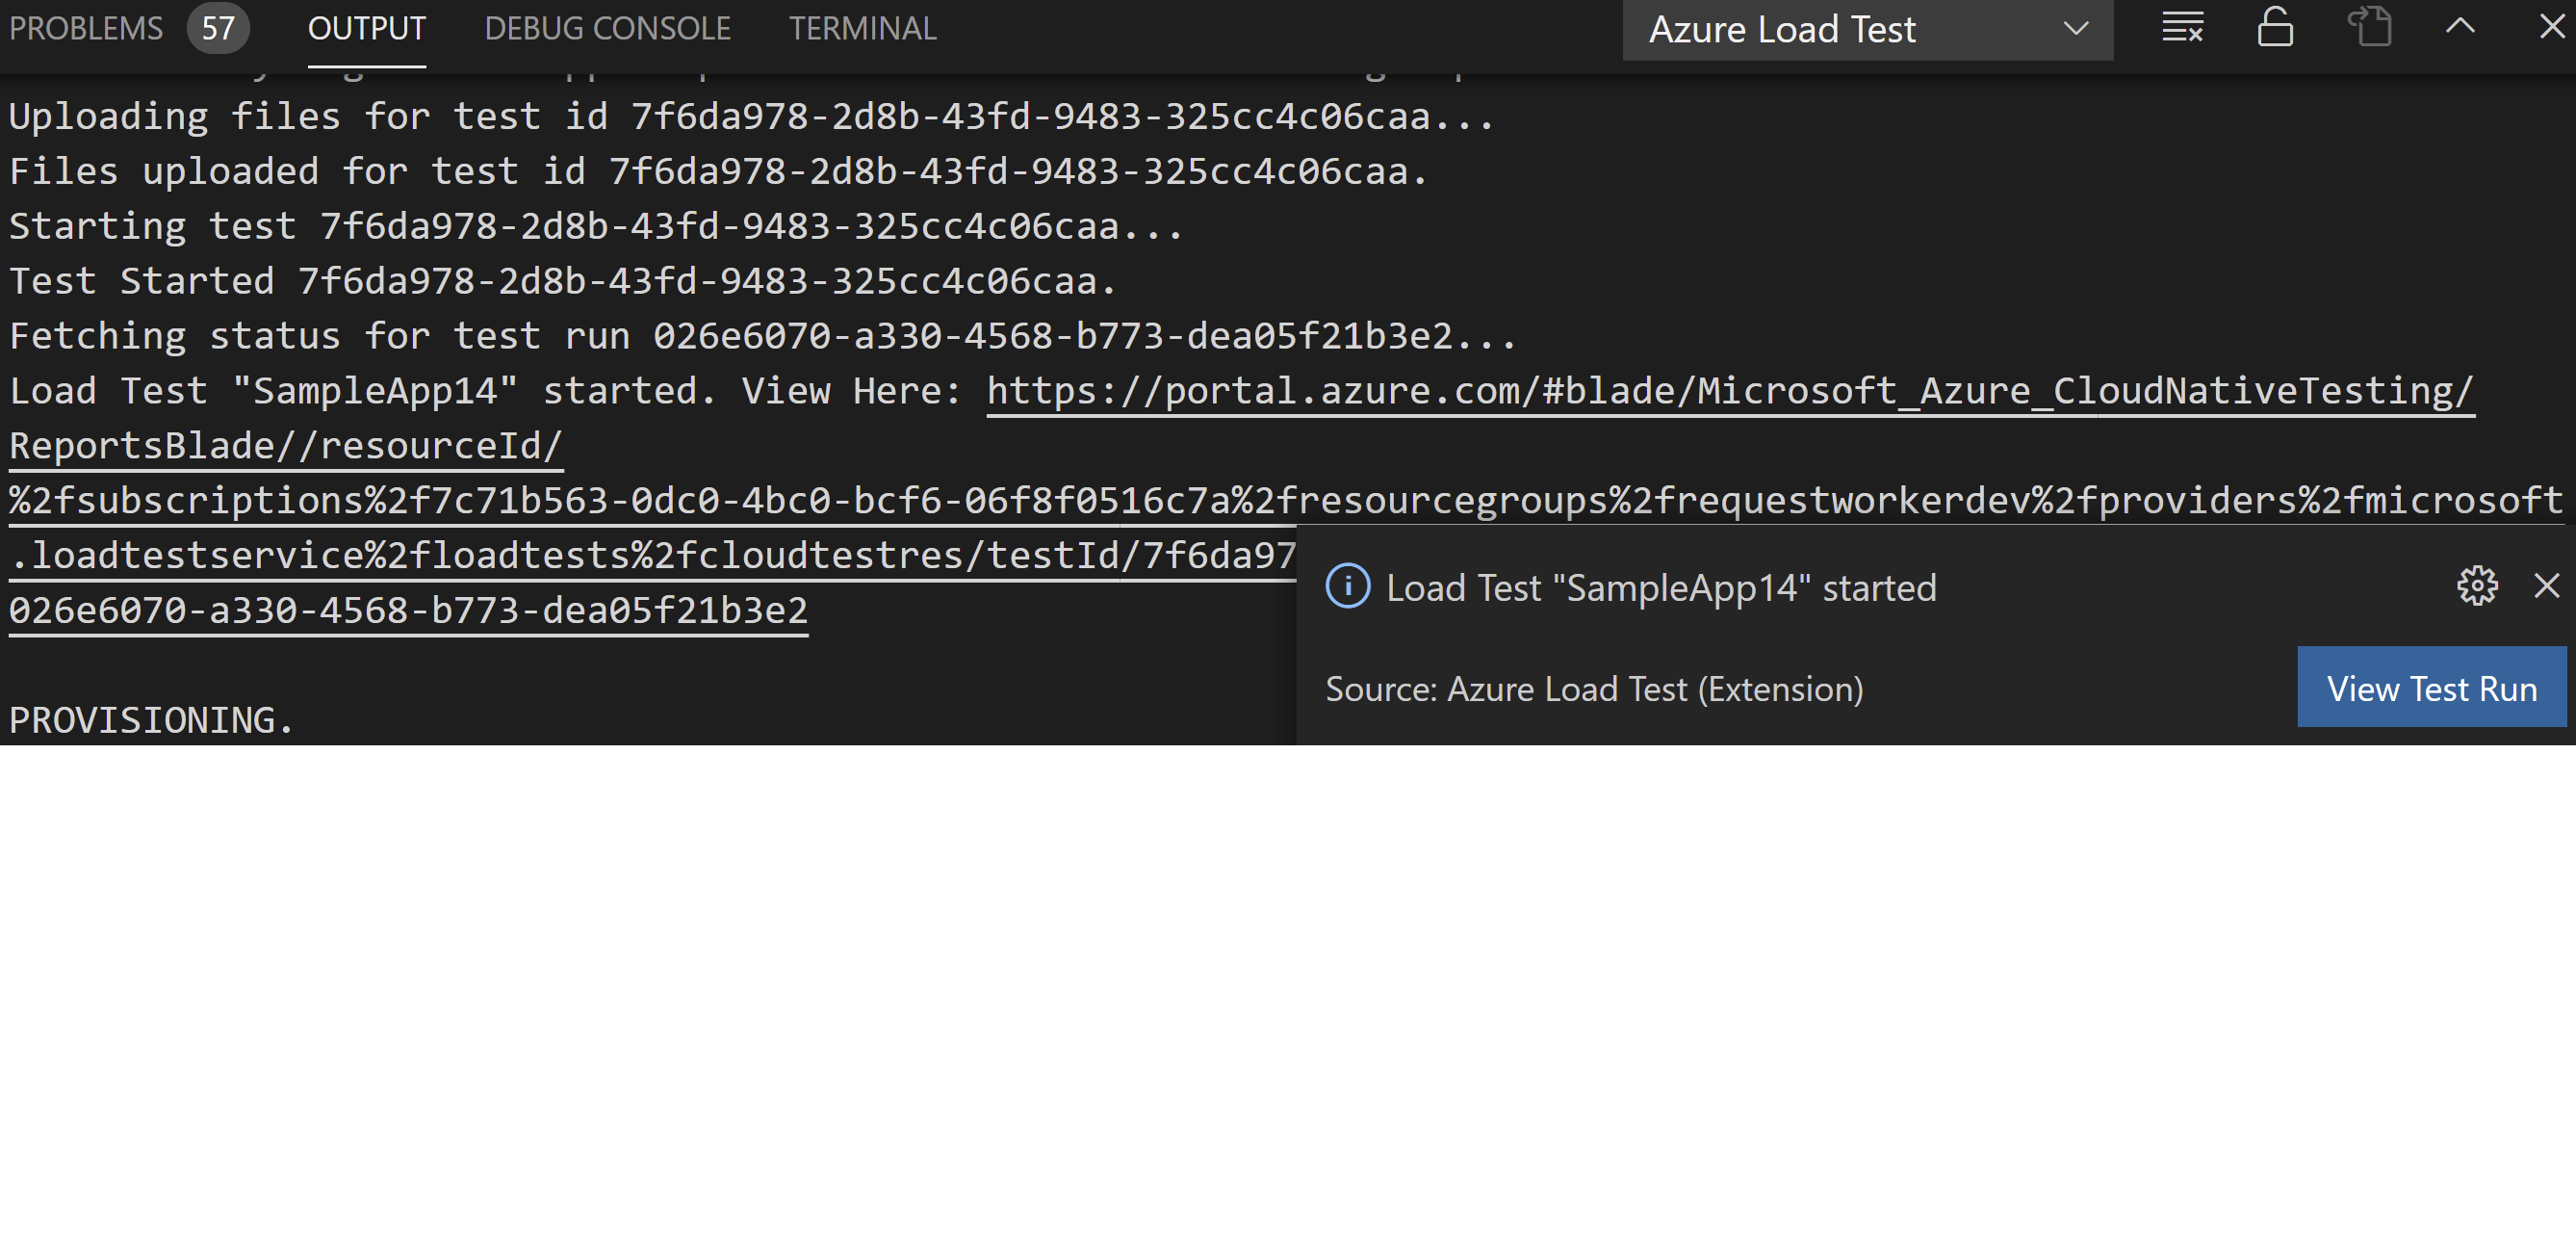 PROBLEMS 57 OUTPUT DEBUG CONSOLE TERMINAL Azure Load Test
Uploading files for test id 7f6da978-2d8b-43fd-9483-325cc4c06caa...
Files uploaded for test id 7f6da978-2d8b-43fd-9483-325cc4c06caa.
Starting test 7f6da978-2d8b-43fd-9483-325cc4c06caa...
Test Started 7f6da978-2d8b-43fd-9483-325cc4c06caa.
Fetching status for test run 026e6070-a330-4568-b773-dea05f21b3e2...
Load Test "SampleApp14" started. View Here: https://portal.azure.com/#blade/Microsoft_Azure_CloudNativeTesting/
ReportsBlade//resourceId/
%2fsubscriptions%2f7c71b563-0dc0-4bc0-bcf6-06f8f0516c7a%2fresourcegroups%2frequestworkerdev%2fproviders%2fmicrosoft
.loadtestservice%2floadtests%2fcloudtestres/testId/7f6da97
026e6070-a330-4568-b773-dea05f21b3e2
PROVISIONING.
Load Test "SampleApp14" started
Source: Azure Load Test (Extension)
View Test Run